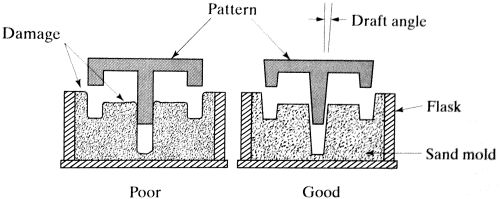 Pattern
Draft angle
Damage
Flask
Sand mold
Poor
Good